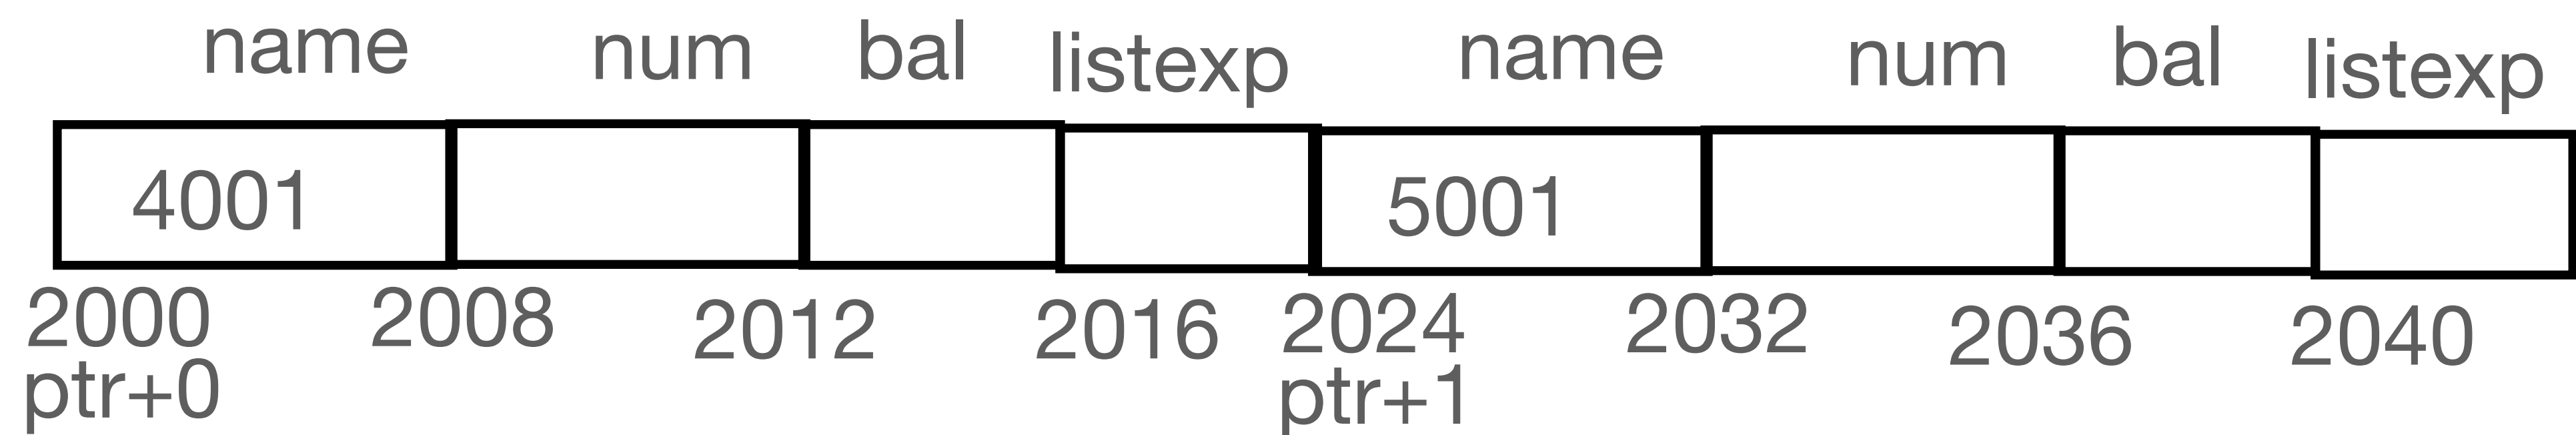 name num bal listexp name num bal listexp
4001 5001
2000 2008 2012 2016 2024 2032 2036 2040
ptr+0 ptr+1